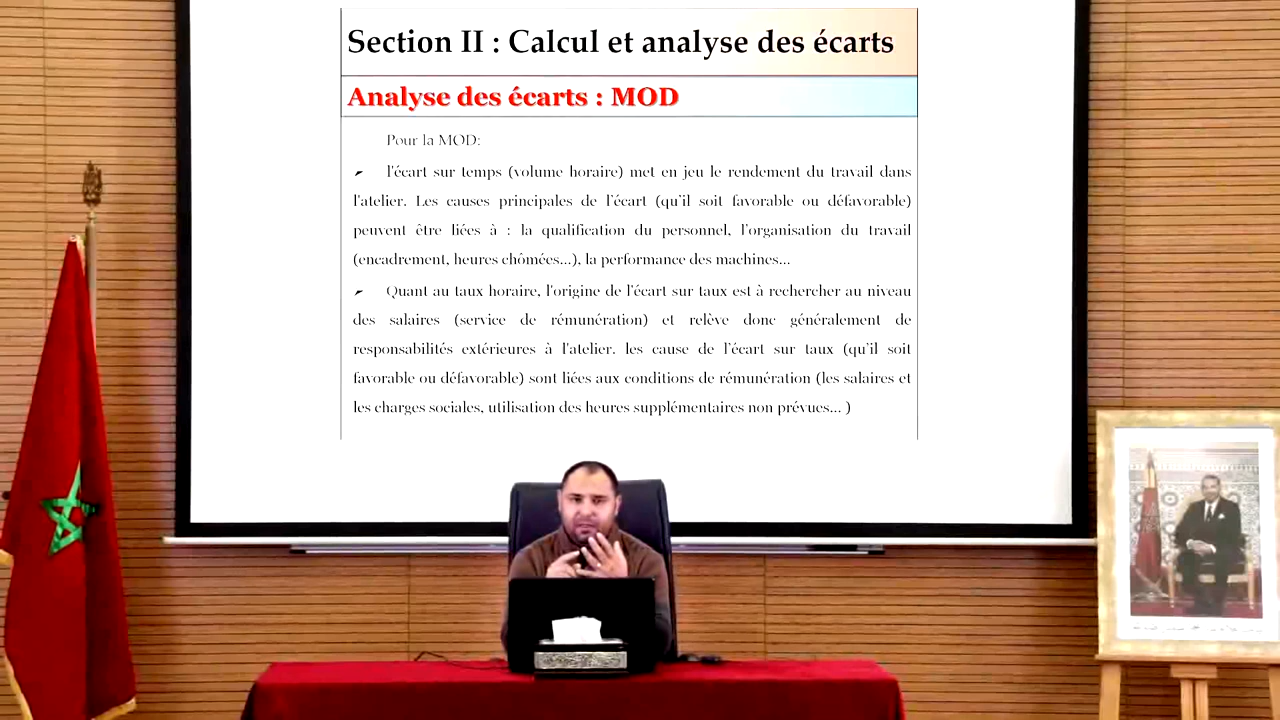 Section II : Calcul et analyse des écarts
Analyse des écarts : MOD
Pour la MOD:
l'écart sur temps (volume horaire) met en jeu le rendement du travail dans
l'atelier. Les causes principales de l'écart (qu'il soit favorable ou défavorable)
peuvent être liées à : la qualification du personnel, l'organisation du travail
(encadrement, heures chômées...), la performance des machines...
Quant au taux horaire, l'origine de l'écart sur taux est à rechercher au niveau
des salaires (service de rémunération) et relève donc généralement de
responsabilités extérieures à l'atelier. les cause de l'écart sur taux (qu'il soit
favorable ou défavorable) sont liées aux conditions de rémunération (les salaires et
les charges sociales, utilisation des heures supplémentaires non prévues... )